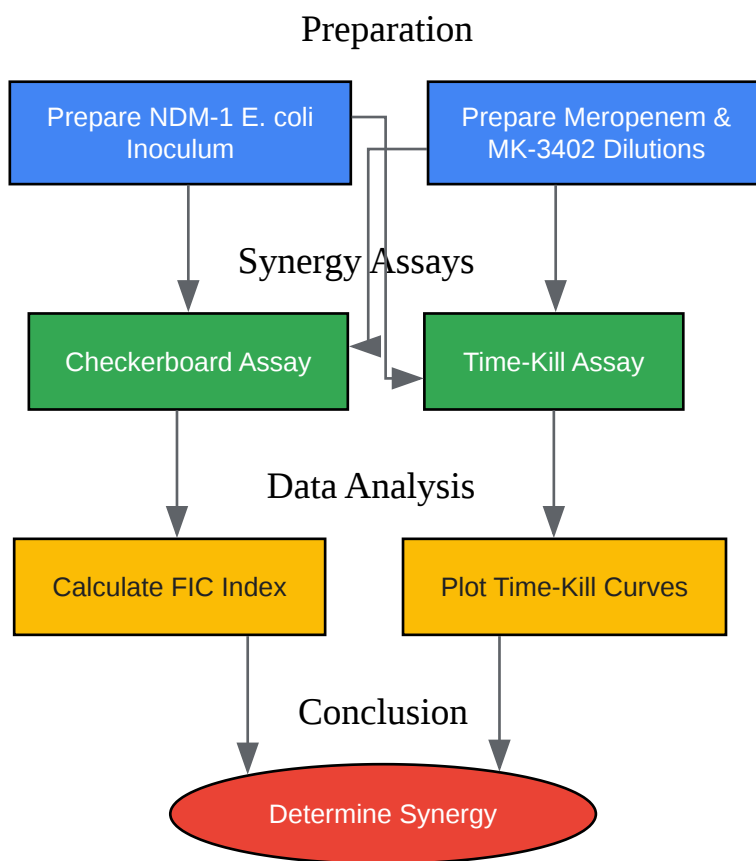 Preparation
Prepare NDM-1 E. coli
Inoculum
Prepare Meropenem &
MK-3402 Dilutions
Synergy Assays
Checkerboard Assay
Time-Kill Assay
Data Analysis
Calculate FIC Index
Plot Time-Kill Curves
Conclusion
Determine Synergy